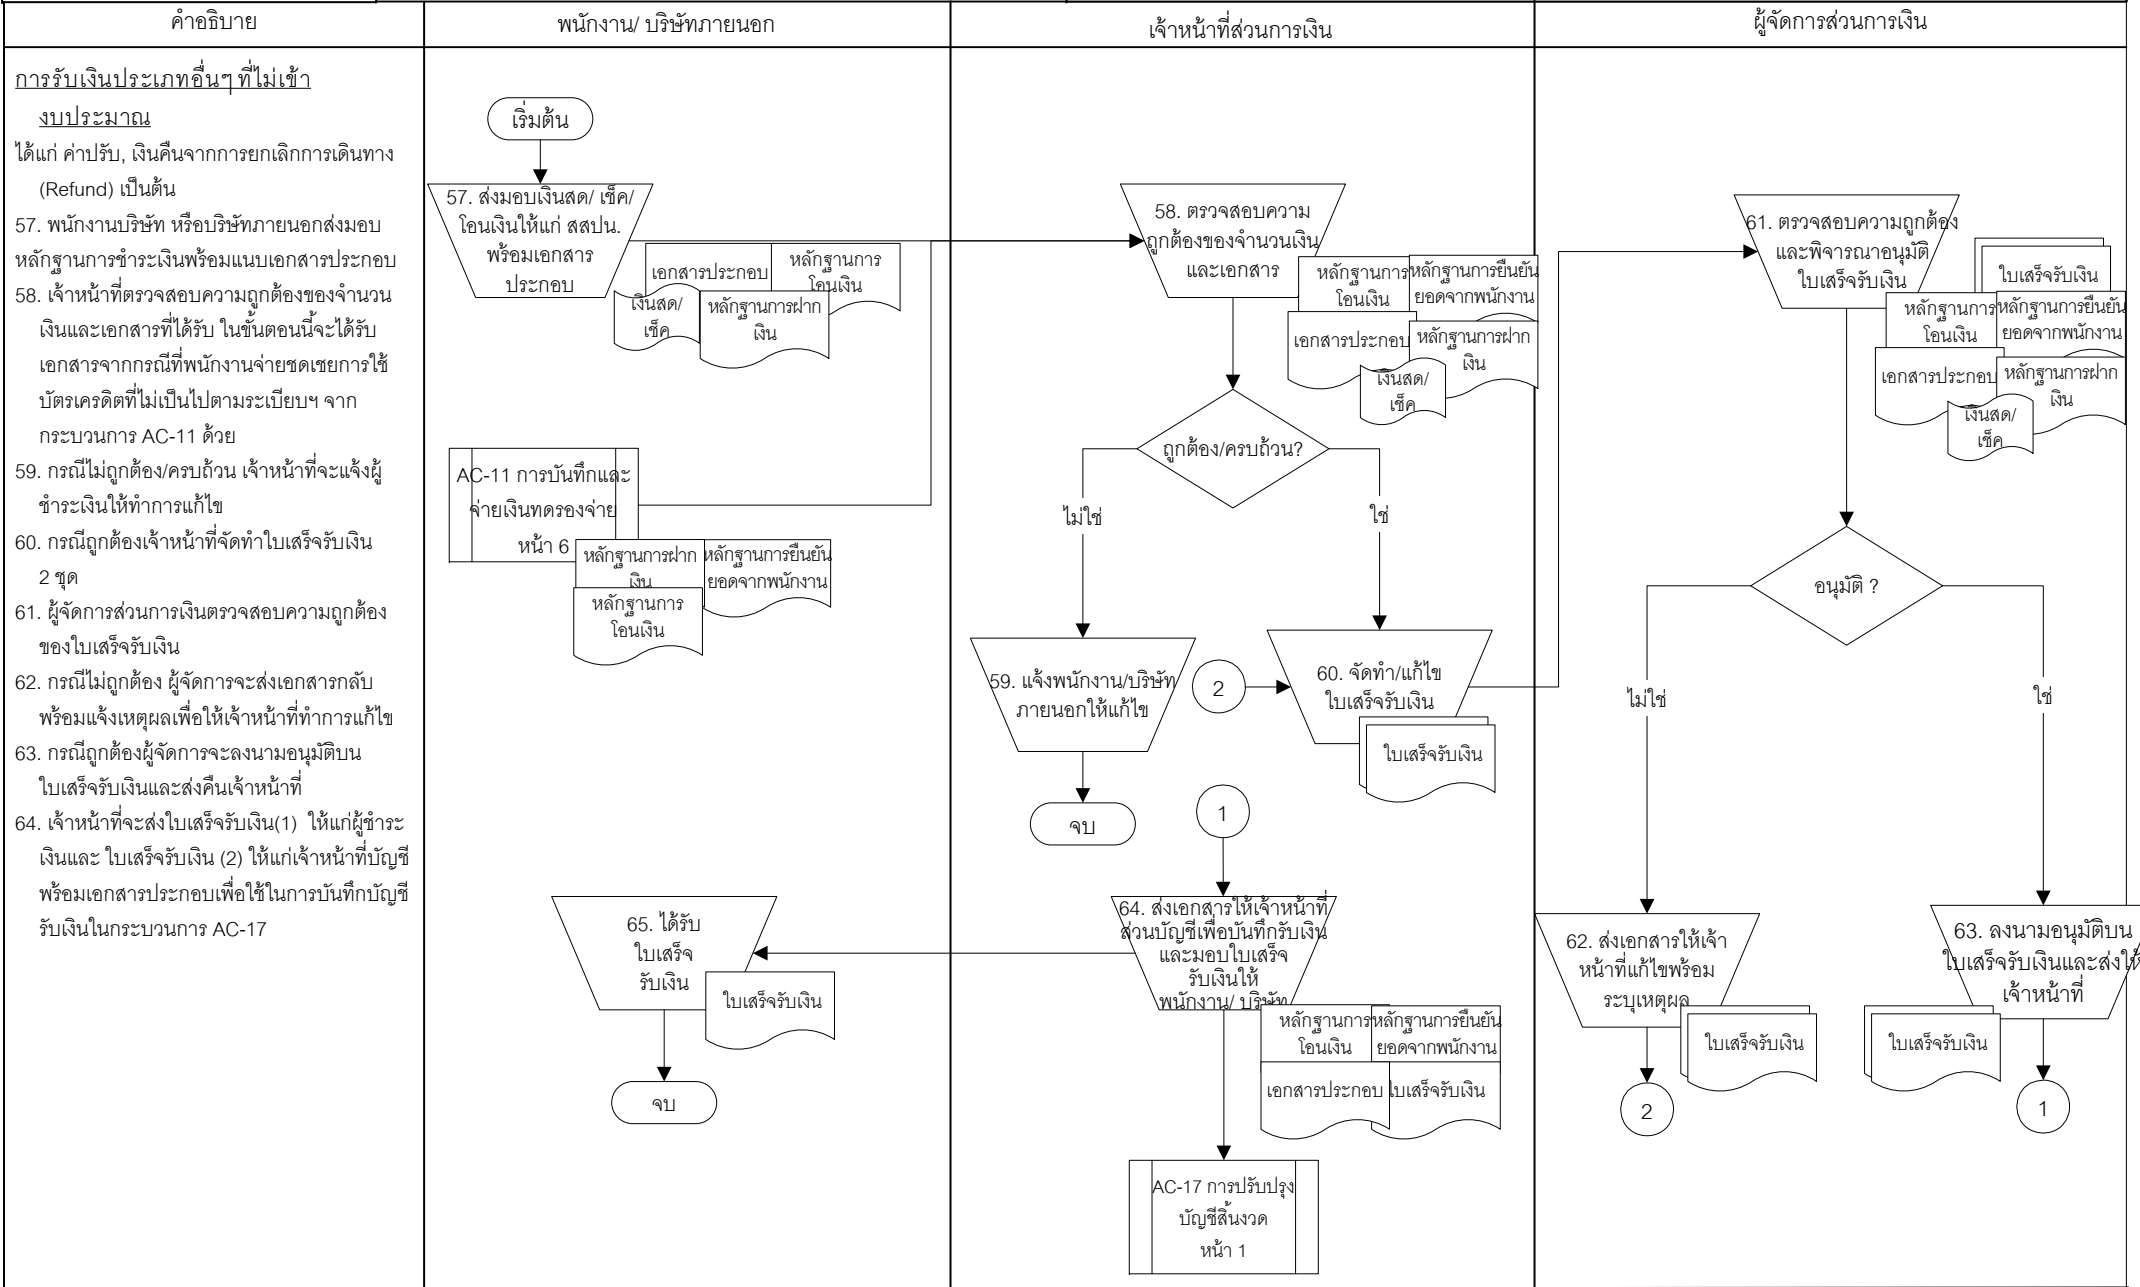 คำอธิบาย
พนักงาน/ บริษัทภายนอก
เจ้าหน้าที่ส่วนการเงิน
ผู้จัดการส่วนการเงิน
การรับเงินประเภทอื่นๆ ที่ไม่เข้า
งบประมาณ
ได้แก่ ค่าปรับ, เงินคืนจากการยกเลิกการเดินทาง
(Refund) เป็นต้น
57. พนักงานบริษัท หรือบริษัทภายนอกส่งมอบ
หลักฐานการชำระเงินพร้อมแนบเอกสารประกอบ
58. เจ้าหน้าที่ตรวจสอบความถูกต้องของจำนวน
เงินและเอกสารที่ได้รับ ในขั้นตอนนี้จะได้รับ
เอกสารจากกรณีที่พนักงานจ่ายชดเชยการใช้
บัตรเครดิตที่ไม่เป็นไปตามระเบียบฯ จาก
กระบวนการ AC-11 ด้วย
59. กรณีไม่ถูกต้อง/ครบถ้วน เจ้าหน้าที่จะแจ้งผู้
ชำระเงินให้ทำการแก้ไข
60. กรณีถูกต้องเจ้าหน้าที่จัดทำใบเสร็จรับเงิน
2 ชุด
61. ผู้จัดการส่วนการเงินตรวจสอบความถูกต้อง
ของใบเสร็จรับเงิน
62. กรณีไม่ถูกต้อง ผู้จัดการจะส่งเอกสารกลับ
พร้อมแจ้งเหตุผลเพื่อให้เจ้าหน้าที่ทำการแก้ไข
63. กรณีถูกต้องผู้จัดการจะลงนามอนุมัติบน
ใบเสร็จรับเงินและส่งคืนเจ้าหน้าที่
64. เจ้าหน้าที่จะส่งใบเสร็จรับเงิน(1) ให้แก่ผู้ชำระ
เงินและ ใบเสร็จรับเงิน (2) ให้แก่เจ้าหน้าที่บัญชี
พร้อมเอกสารประกอบเพื่อใช้ในการบันทึกบัญชี
รับเงินในกระบวนการ AC-17
เริ่มต้น
57. ส่งมอบเงินสด/ เช็ค/
โอนเงินให้แก่ สสปน.
พร้อมเอกสาร
ประกอบ
เอกสารประกอบ
หลักฐานการ
โอนเงิน
เงินสด/
เช็ค
หลักฐานการฝาก
เงิน
AC-11 การบันทึกและ
จ่ายเงินทดรองจ่าย
หน้า 6
หลักฐานการฝาก
เงิน
หลักฐานการยืนยัน
ยอดจากพนักงาน
หลักฐานการ
โอนเงิน
65. ได้รับ
ใบเสร็จ
รับเงิน
ใบเสร็จรับเงิน
จบ
58. ตรวจสอบความ
ถูกต้องของจำนวนเงิน
และเอกสาร
หลักฐานการ
โอนเงิน
หลักฐานการยืนยัน
ยอดจากพนักงาน
เอกสารประกอบ
หลักฐานการฝาก
เงิน
เงินสด/
เช็ค
ถูกต้อง/ครบถ้วน?
ไม่ใช่
ใช่
59. แจ้งพนักงาน/บริษัท
ภายนอกให้แก้ไข
2
60. จัดทำ/แก้ไข
ใบเสร็จรับเงิน
ใบเสร็จรับเงิน
จบ
1
64. ส่งเอกสารให้เจ้าหน้าที่
ส่วนบัญชีเพื่อบันทึกรับเงิน
และมอบใบเสร็จ
รับเงินให้
พนักงาน/ บริษัท
หลักฐานการ
โอนเงิน
หลักฐานการยืนยัน
ยอดจากพนักงาน
เอกสารประกอบ
ใบเสร็จรับเงิน
AC-17 การปรับปรุง
บัญชีสิ้นงวด
หน้า 1
61. ตรวจสอบความถูกต้อง
และพิจารณาอนุมัติ
ใบเสร็จรับเงิน
ใบเสร็จรับเงิน
หลักฐานการ
โอนเงิน
หลักฐานการยืนยัน
ยอดจากพนักงาน
เอกสารประกอบ
หลักฐานการฝาก
เงิน
เงินสด/
เช็ค
อนุมัติ ?
ไม่ใช่
ใช่
62. ส่งเอกสารให้เจ้า
หน้าที่แก้ไขพร้อม
ระบุเหตุผล
ใบเสร็จรับเงิน
2
63. ลงนามอนุมัติบน
ใบเสร็จรับเงินและส่งให้
เจ้าหน้าที่
ใบเสร็จรับเงิน
1